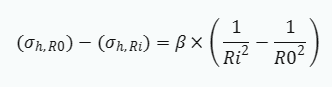 (σₕ,R0) − (σₕ,Ri) = β × (1/Ri² − 1/R0²)